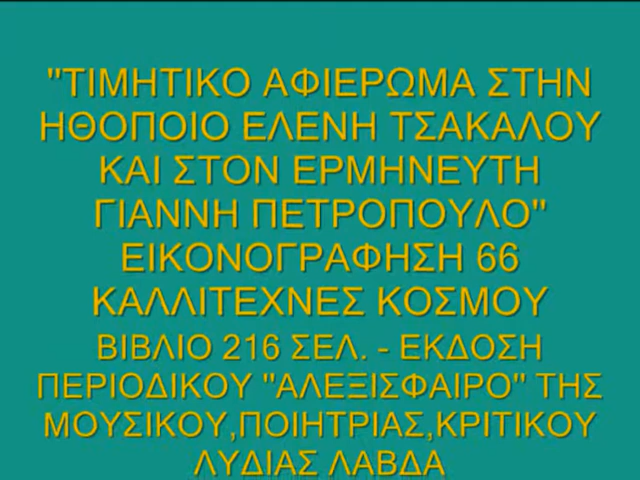 "ΤΙΜΗΤΙΚΟ ΑΦΙΕΡΩΜΑ ΣΤΗΝ
ΗΘΟΠΟΙΟ ΕΛΕΝΗ ΤΣΑΚΑΛΟΥ
ΚΑΙ ΣΤΟΝ ΕΡΜΗΝΕΥΤΗ
ΓΙΑΝΝΗ ΠΕΤΡΟΠΟΥΛΟ"
ΕΙΚΟΝΟΓΡΑΦΗΣΗ 66
ΚΑΛΛΙΤΕΧΝΕΣ ΚΟΣΜΟΥ
ΒΙΒΛΙΟ 216 ΣΕΛ. - ΕΚΔΟΣΗ
ΠΕΡΙΟΔΙΚΟΥ "ΑΛΕΞΙΣΦΑΙΡΟ" ΤΗΣ
ΜΟΥΣΙΚΟΥ,ΠΟΙΗΤΡΙΑΣ,ΚΡΙΤΙΚΟΥ
ΛΥΔΙΑΣ ΛΑΒΔΑ